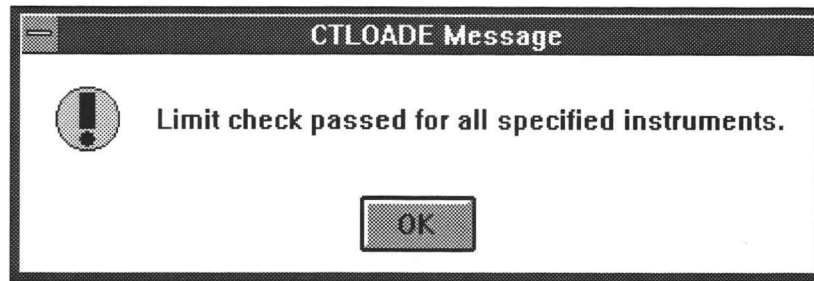 CTLOADE Message
Limit check passed for all specified instruments.
OK